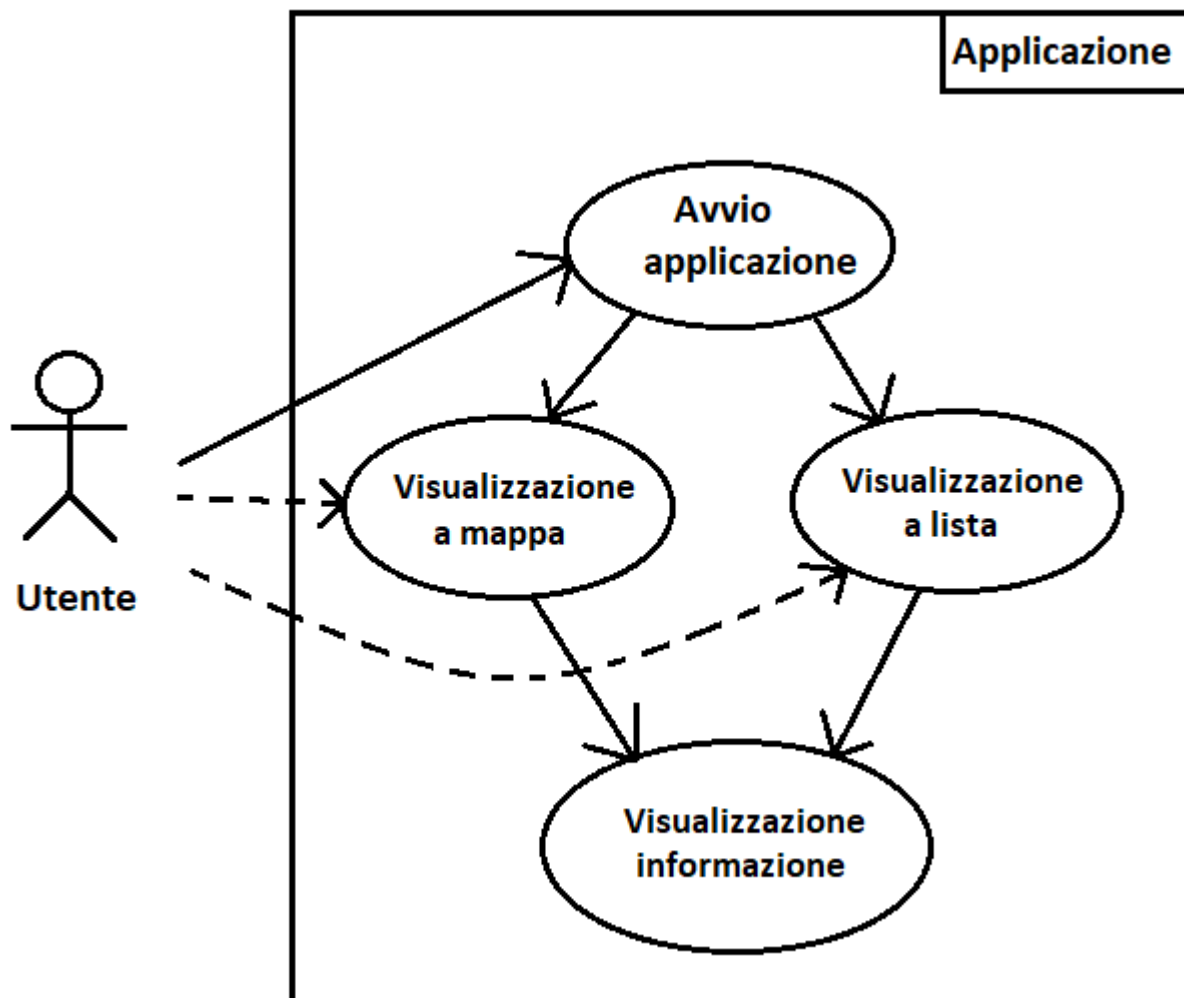 Applicazione
Avvio
applicazione
Visualizzazione
a mappa
Visualizzazione
a lista
Utente
Visualizzazione
informazione